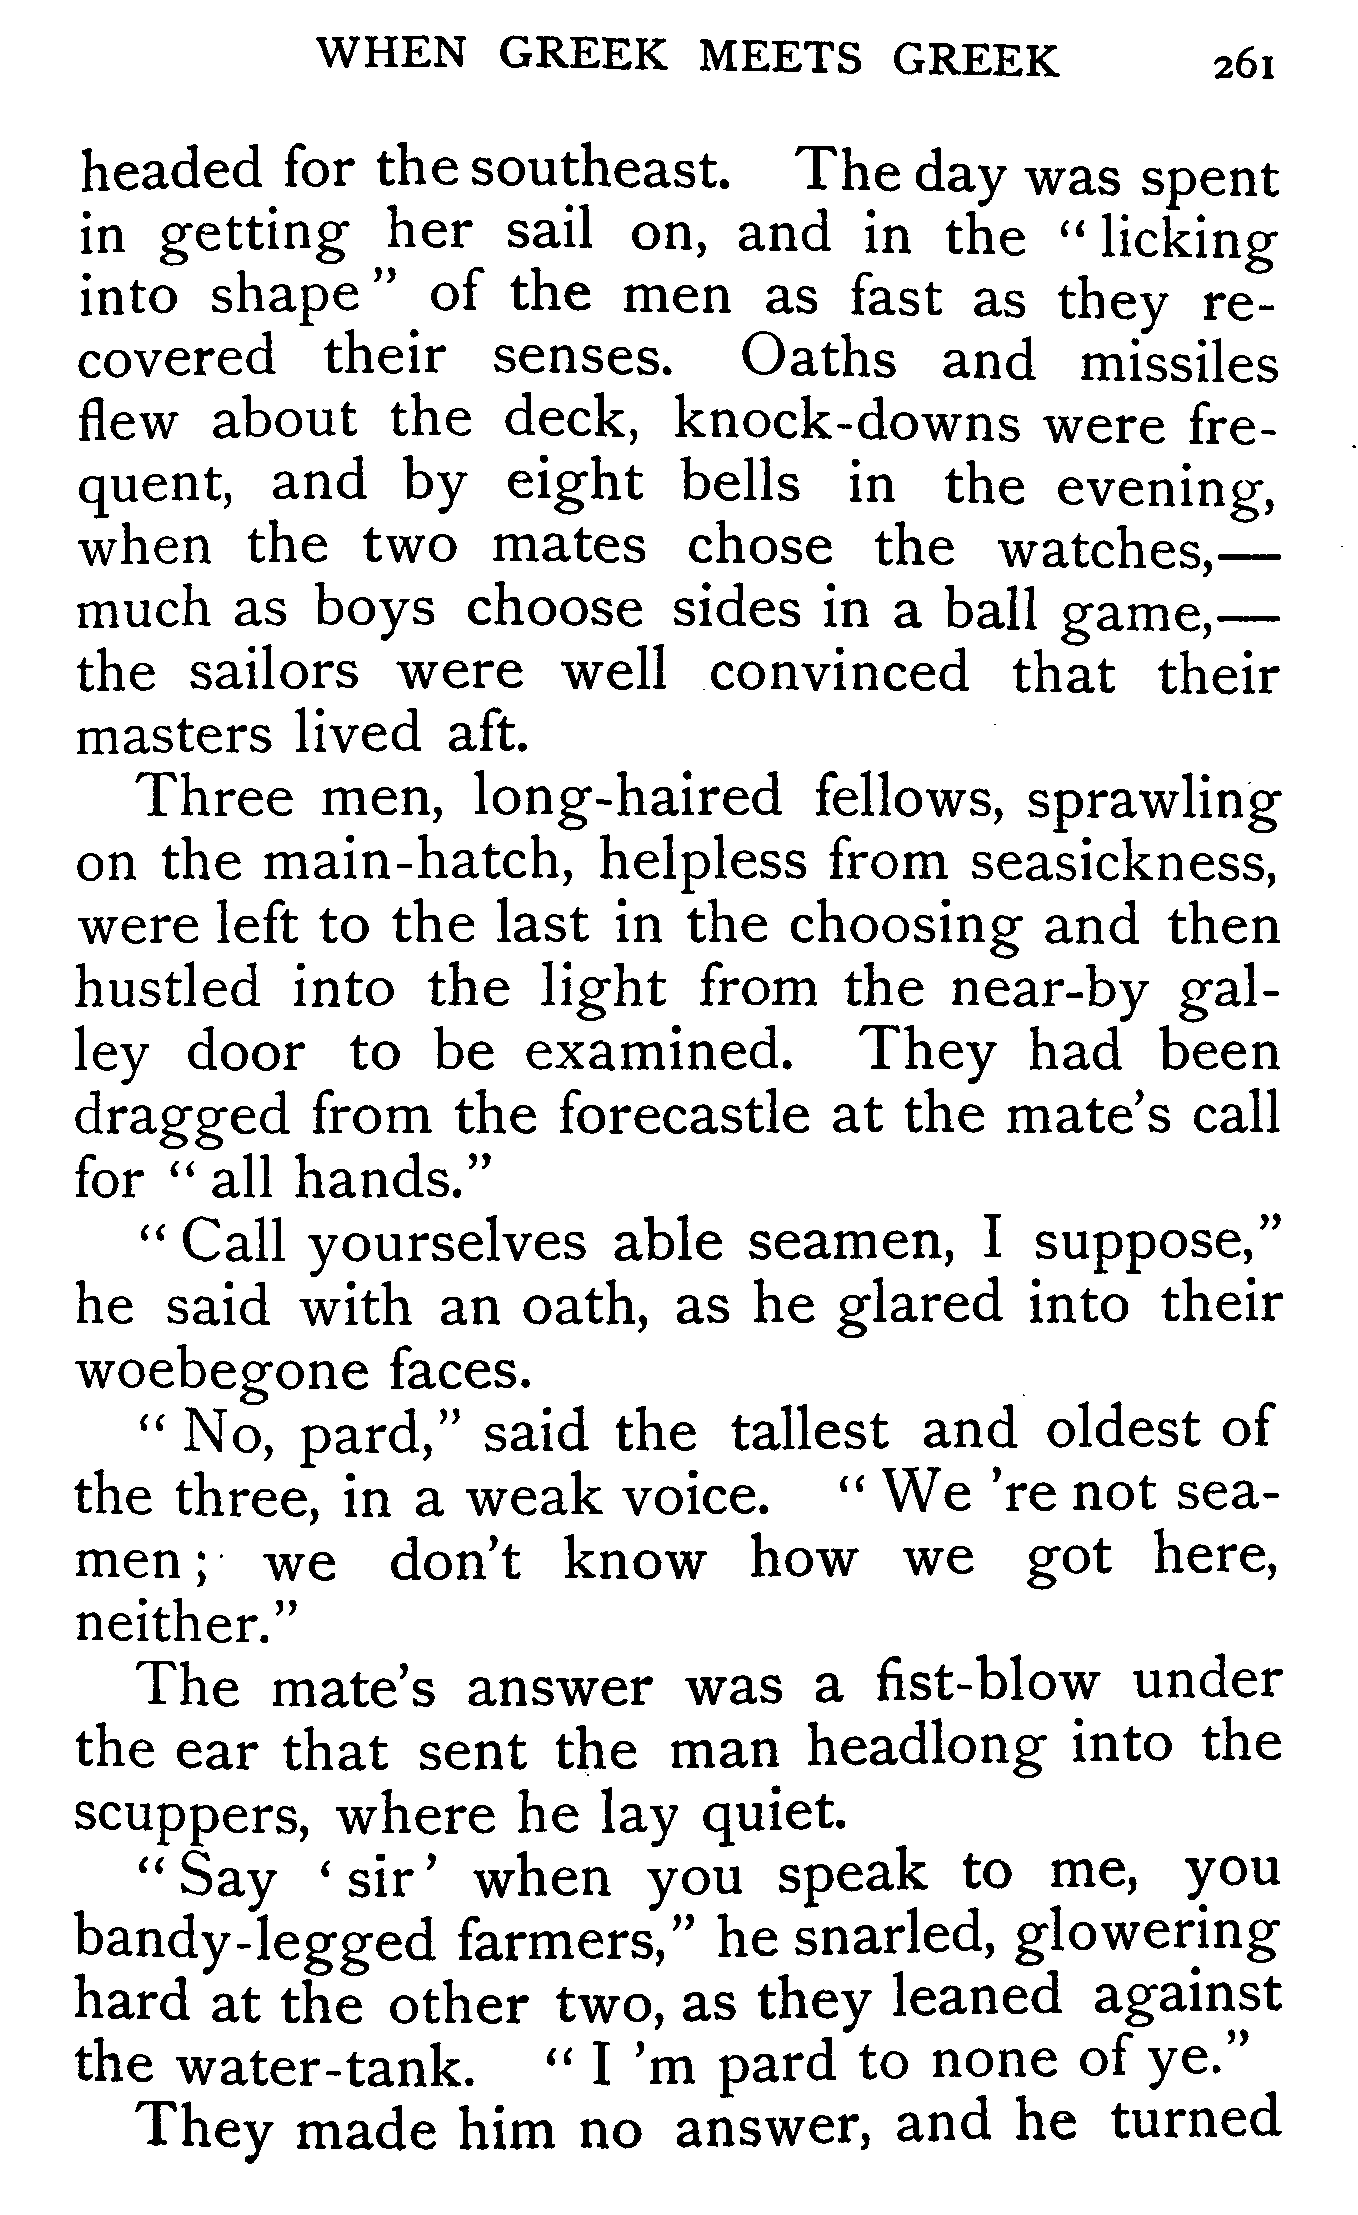 WHEN GREEK MEETS GREEK 261
headed for the southeast. The day was spent
in getting her sail on, and in the “ licking
into shape ” of the men as fast as they re-
covered their senses. Oaths and missiles
flew about the deck, knock-downs were fre-
quent, and by eight bells in the evening,
when the two mates chose the watches,—
much as boys choose sides in a ball game,—
the sailors were well convinced that their
masters lived aft.
Three men, long-haired fellows, sprawling
on the main-hatch, helpless from seasickness,
were left to the last in the choosing and then
hustled into the light from the near-by gal-
ley door to be examined. They had been
dragged from the forecastle at the mate’s call
for “ all hands.”
“ Call yourselves able seamen, I suppose,”
he said with an oath, as he glared into their
woebegone faces.
“ No, pard,” said the tallest and oldest of
the three, in a weak voice. “ We ’re not sea-
men ; we don’t know how we got here,
neither.”
The mate’s answer was a fist-blow under
the ear that sent the man headlong into the
scuppers, where he lay quiet.
“ Say ‘ sir ’ when you speak to me, you
bandy-legged farmers,” he snarled, glowering
hard at the other two, as they leaned against
the water-tank. “ I ’m pard to none of ye.”
They made him no answer, and he turned